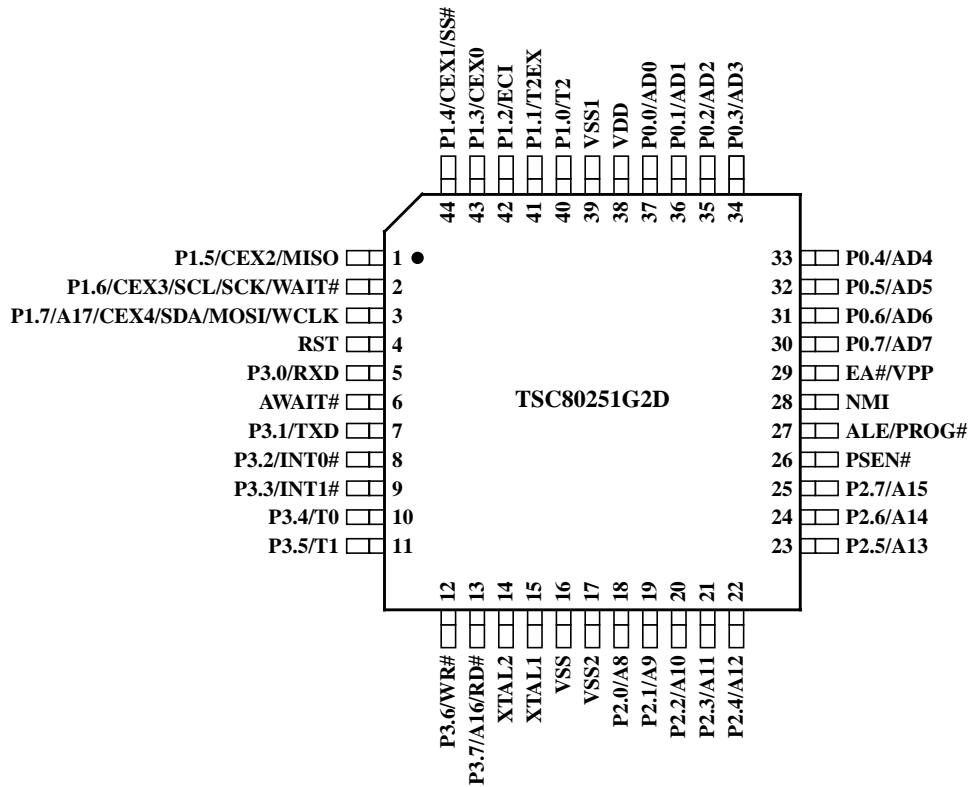 P1.4/CEX1/SS#
P1.3/CEX0
P1.2/ECI
P1.1/T2EX
P1.0/T2
VSS1
VDD
P0.0/AD0
P0.1/AD1
P0.2/AD2
P0.3/AD3
44
43
42
41
40
39
38
37
36
35
34
P1.5/CEX2/MISO 1
P1.6/CEX3/SCL/SCK/WAIT# 2
P1.7/A17/CEX4/SDA/MOSI/WCLK 3
RST 4
P3.0/RXD 5
AWAIT# 6
P3.1/TXD 7
P3.2/INT0# 8
P3.3/INT1# 9
P3.4/T0 10
P3.5/T1 11
TSC80251G2D
33 P0.4/AD4
32 P0.5/AD5
31 P0.6/AD6
30 P0.7/AD7
29 EA#/VPP
28 NMI
27 ALE/PROG#
26 PSEN#
25 P2.7/A15
24 P2.6/A14
23 P2.5/A13
12
13
14
15
16
17
18
19
20
21
22
P3.6/WR#
P3.7/A16/RD#
XTAL2
XTAL1
VSS
VSS2
P2.0/A8
P2.1/A9
P2.2/A10
P2.3/A11
P2.4/A12